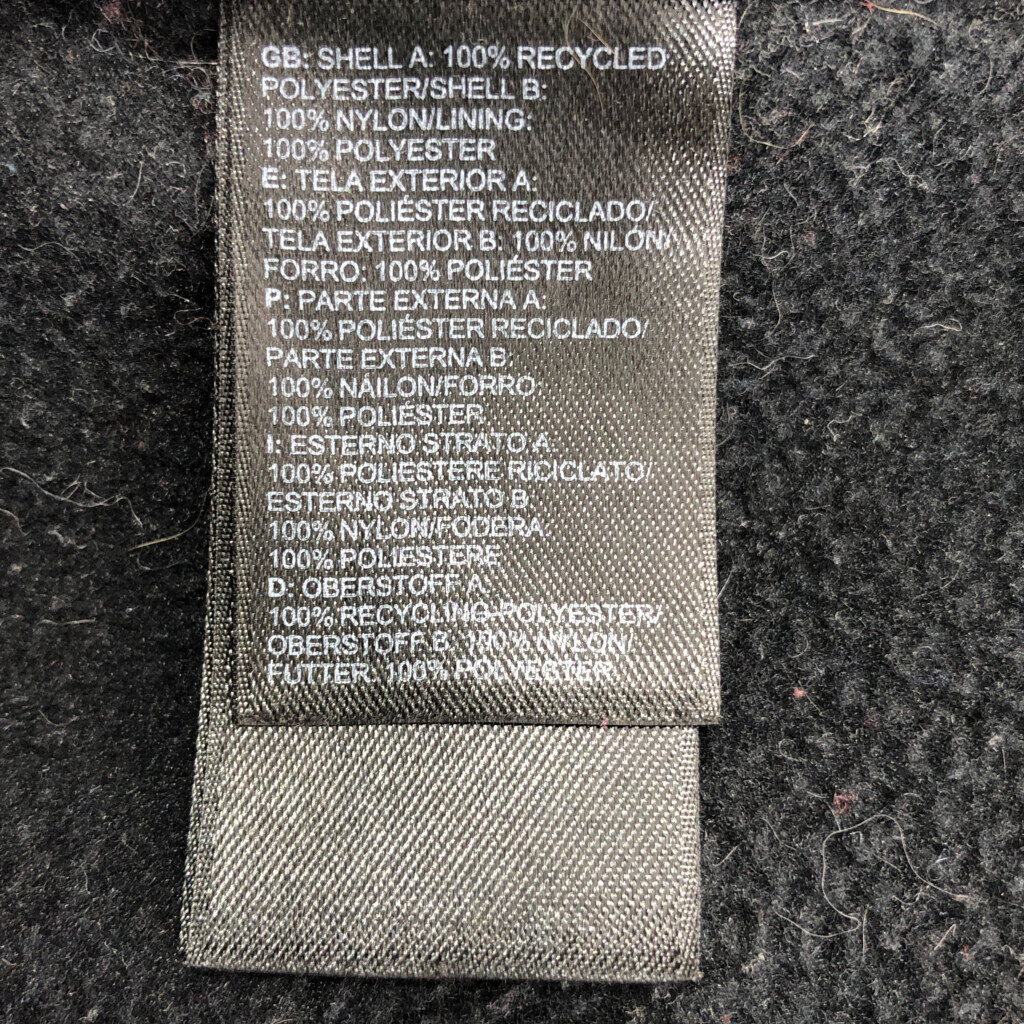 GB: SHELL A: 100% RECYCLED
POLYESTER/SHELL B:
100% NYLON/LINING:
100% POLYESTER
E: TELA EXTERIOR A:
100% POLIÉSTER RECICLADO/
TELA EXTERIOR B: 100% NILÓN/
FORRO: 100% POLIÉSTER
P: PARTE EXTERNA A:
100% POLIÉSTER RECICLADO/
PARTE EXTERNA B:
100% NÁILON/FORRO:
100% POLIÉSTER
I: ESTERNO STRATO A:
100% POLIESTERE RICICLATO/
ESTERNO STRATO B:
100% NYLON/FODERA:
100% POLIESTERE
D: OBERSTOFF A:
100% RECYCLING-POLYESTER/
OBERSTOFF B: 100% NYLON/
FUTTER: 100% POLYESTER